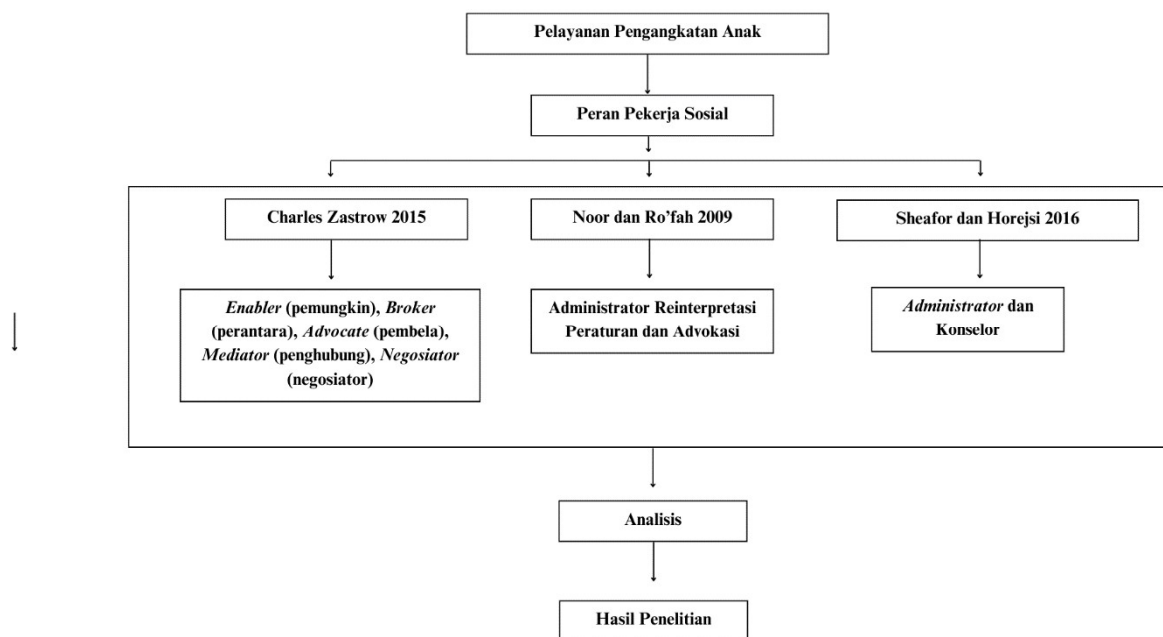 Pelayanan Pengangkatan Anak
Peran Pekerja Sosial
Charles Zastrow 2015
Enabler (pemungkin), Broker
(perantara), Advocate (pembela),
Mediator (penghubung), Negosiator
(negosiator)
Noor dan Ro’fah 2009
Administrator Reinterpretasi
Peraturan dan Advokasi
Sheafor dan Horejsi 2016
Administrator dan
Konselor
Analisis
Hasil Penelitian